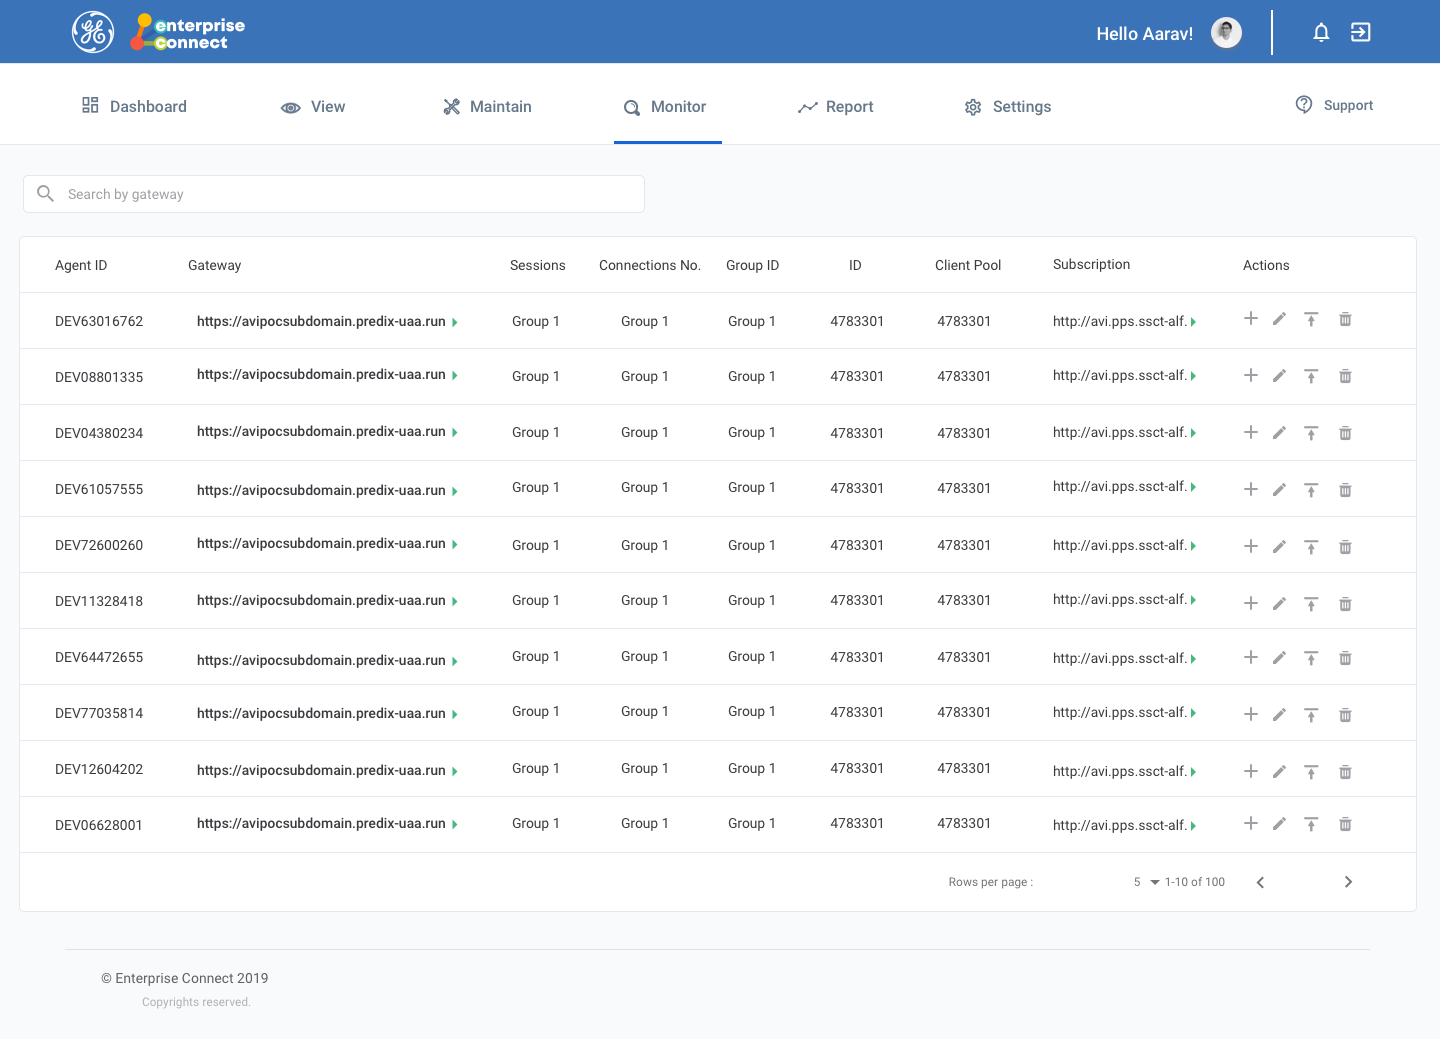 GE enterprise connect
Hello Aarav!
Dashboard View Maintain Monitor Report Settings Support
Search by gateway
Agent ID Gateway Sessions Connections No. Group ID ID Client Pool Subscription Actions
DEV63016762 https://avipocsubdomain.predix-uaa.run Group 1 Group 1 Group 1 4783301 4783301 http://avi.pps.ssct-alf.
DEV08801335 https://avipocsubdomain.predix-uaa.run Group 1 Group 1 Group 1 4783301 4783301 http://avi.pps.ssct-alf.
DEV04380234 https://avipocsubdomain.predix-uaa.run Group 1 Group 1 Group 1 4783301 4783301 http://avi.pps.ssct-alf.
DEV61057555 https://avipocsubdomain.predix-uaa.run Group 1 Group 1 Group 1 4783301 4783301 http://avi.pps.ssct-alf.
DEV72600260 https://avipocsubdomain.predix-uaa.run Group 1 Group 1 Group 1 4783301 4783301 http://avi.pps.ssct-alf.
DEV11328418 https://avipocsubdomain.predix-uaa.run Group 1 Group 1 Group 1 4783301 4783301 http://avi.pps.ssct-alf.
DEV64472655 https://avipocsubdomain.predix-uaa.run Group 1 Group 1 Group 1 4783301 4783301 http://avi.pps.ssct-alf.
DEV77035814 https://avipocsubdomain.predix-uaa.run Group 1 Group 1 Group 1 4783301 4783301 http://avi.pps.ssct-alf.
DEV12604202 https://avipocsubdomain.predix-uaa.run Group 1 Group 1 Group 1 4783301 4783301 http://avi.pps.ssct-alf.
DEV06628001 https://avipocsubdomain.predix-uaa.run Group 1 Group 1 Group 1 4783301 4783301 http://avi.pps.ssct-alf.
Rows per page : 5 1-10 of 100
© Enterprise Connect 2019
Copyrights reserved.